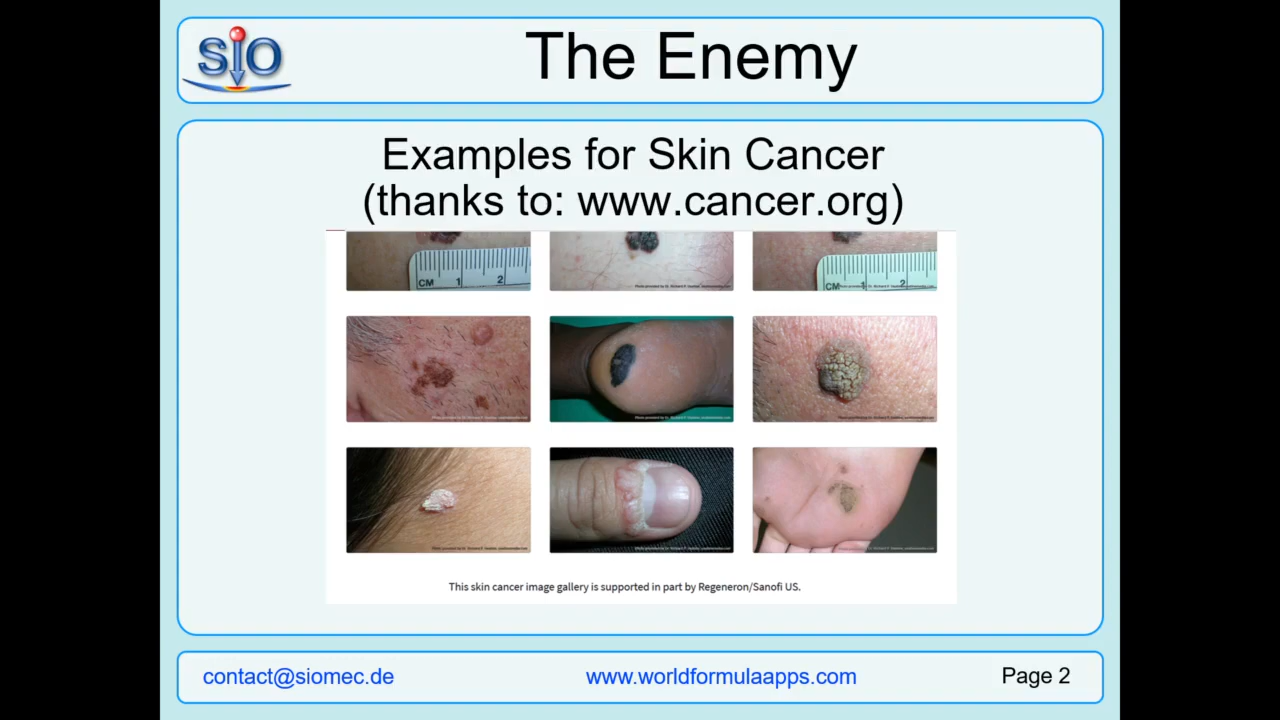 SiO
The Enemy
Examples for Skin Cancer
(thanks to: www.cancer.org)
CM 1 2
CM 1 2
This skin cancer image gallery is supported in part by Regeneron/Sanofi US.
contact@siomec.de
www.worldformulaapps.com
Page 2